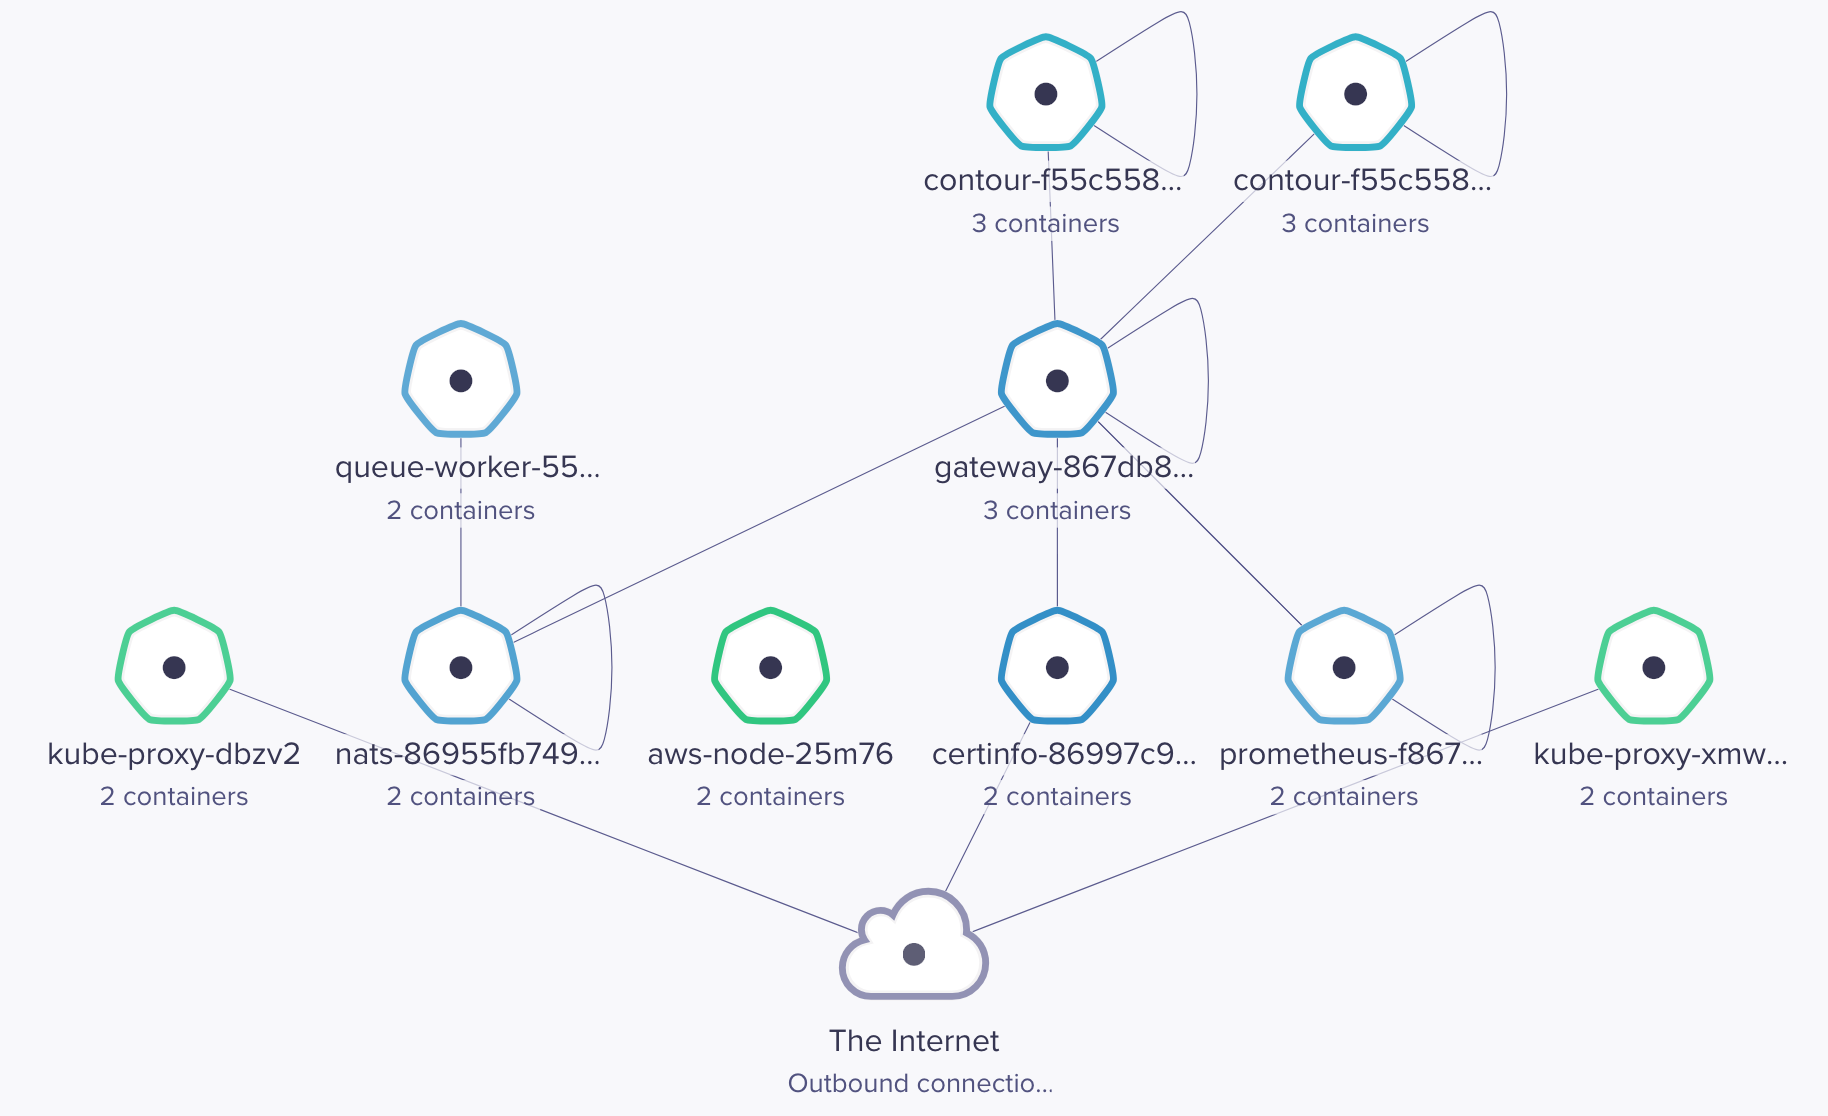 contour-f55c558...
3 containers
contour-f55c558...
3 containers
queue-worker-55...
2 containers
gateway-867db8...
3 containers
kube-proxy-dbzv2
2 containers
nats-86955fb749...
2 containers
aws-node-25m76
2 containers
certinfo-86997c9...
2 containers
prometheus-f867...
2 containers
kube-proxy-xmw...
2 containers
The Internet
Outbound connectio...